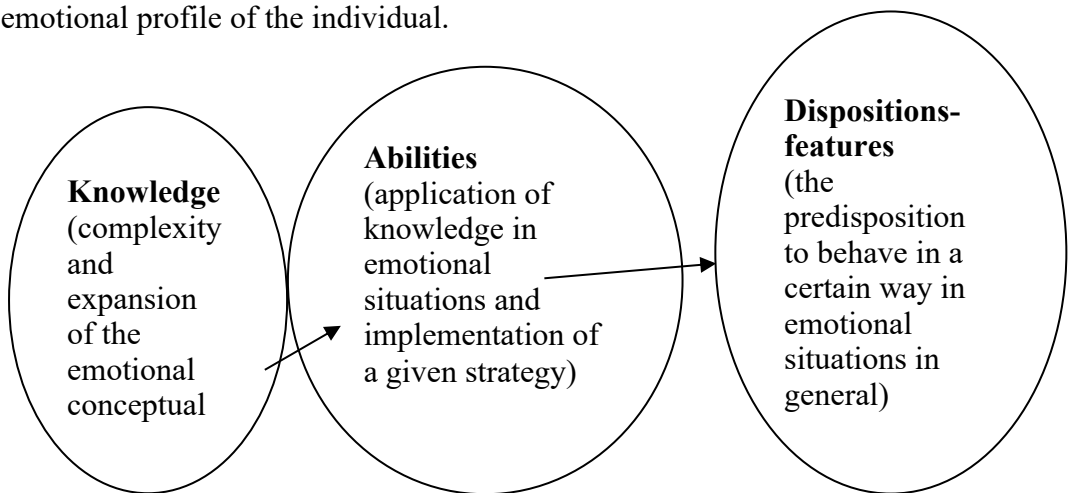 emotional profile of the individual.
Knowledge
(complexity
and
expansion
of the
emotional
conceptual
Abilities
(application of
knowledge in
emotional
situations and
implementation of
a given strategy)
Dispositions-
features
(the
predisposition
to behave in a
certain way in
emotional
situations in
general)